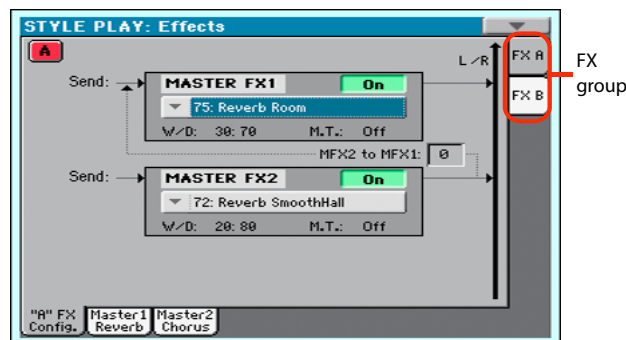 STYLE PLAY: Effects
A
L/R
FX A
FX B
FX
group
Send:
MASTER FX1
On
75: Reverb Room
W/D: 30:70
M.T.: Off
MFX2 to MFX1: 0
Send:
MASTER FX2
On
72: Reverb SmoothHall
W/D: 20:80
M.T.: Off
"A" FX
Config.
Master1
Reverb
Master2
Chorus